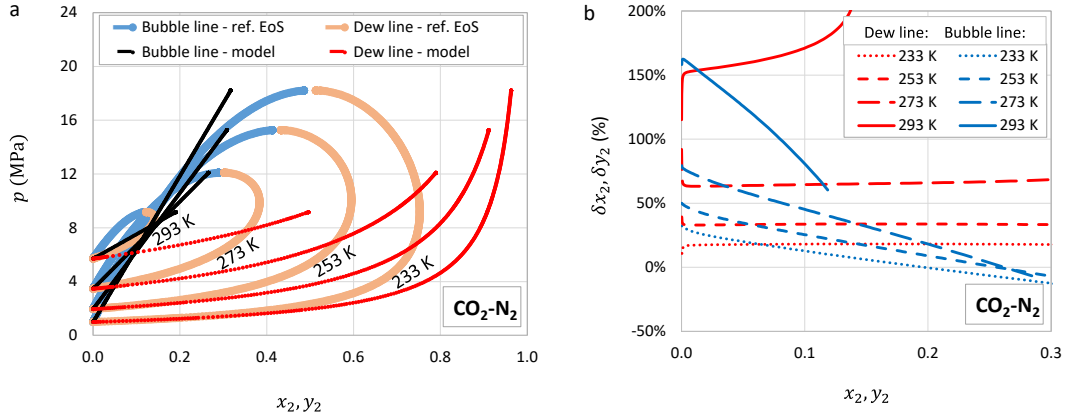 a
Bubble line - ref. EoS
Dew line - ref. EoS
Bubble line - model
Dew line - model
24
20
16
12
8
4
0
p (MPa)
293 K
273 K
253 K
233 K
CO₂-N₂
0.0 0.2 0.4 0.6 0.8 1.0
x₂, y₂
b
200%
150%
100%
50%
0%
-50%
δx₂, δy₂ (%)
Dew line: Bubble line:
233 K 233 K
253 K 253 K
273 K 273 K
293 K 293 K
CO₂-N₂
0.0 0.1 0.2 0.3
x₂, y₂